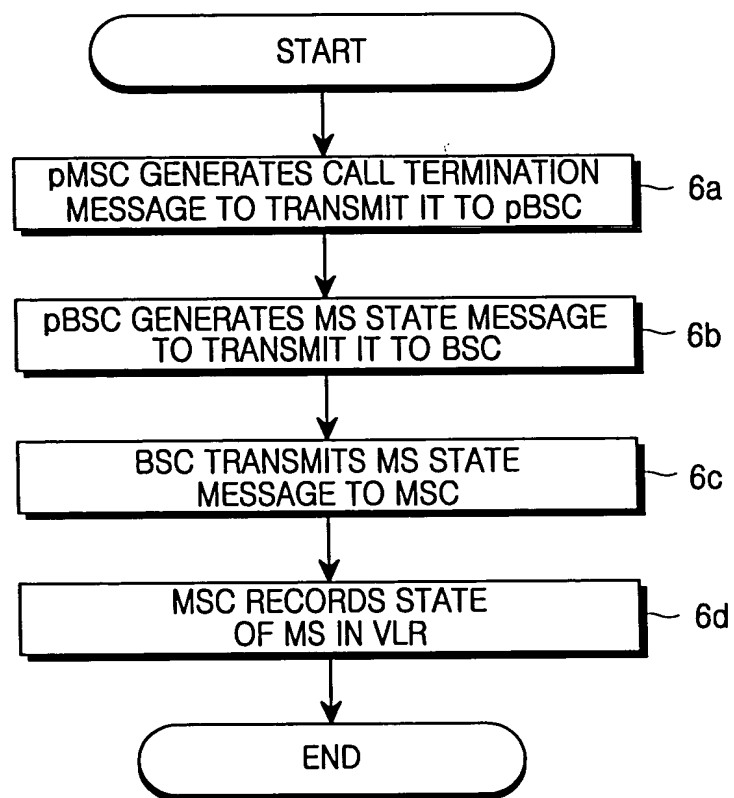 START
pMSC GENERATES CALL TERMINATION
MESSAGE TO TRANSMIT IT TO pBSC
6a
pBSC GENERATES MS STATE MESSAGE
TO TRANSMIT IT TO BSC
6b
BSC TRANSMITS MS STATE
MESSAGE TO MSC
6c
MSC RECORDS STATE
OF MS IN VLR
6d
END